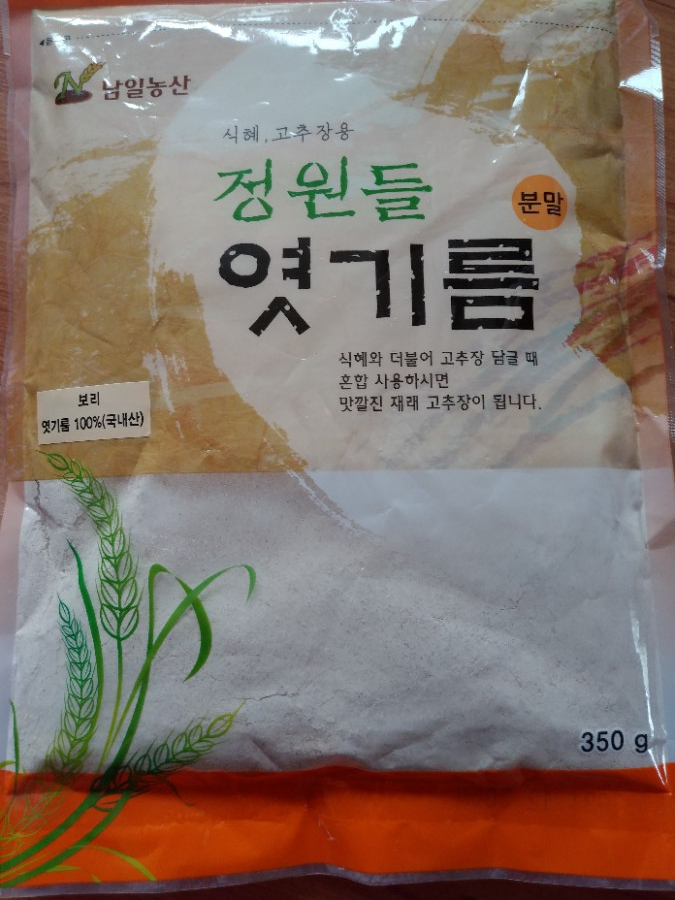 남일농산
식혜, 고추장용
정원들
분말
엿기름
식혜와 더불어 고추장 담글 때
혼합 사용하시면
맛깔진 재래 고추장이 됩니다.
보리
엿기름 100%(국내산)
350 g